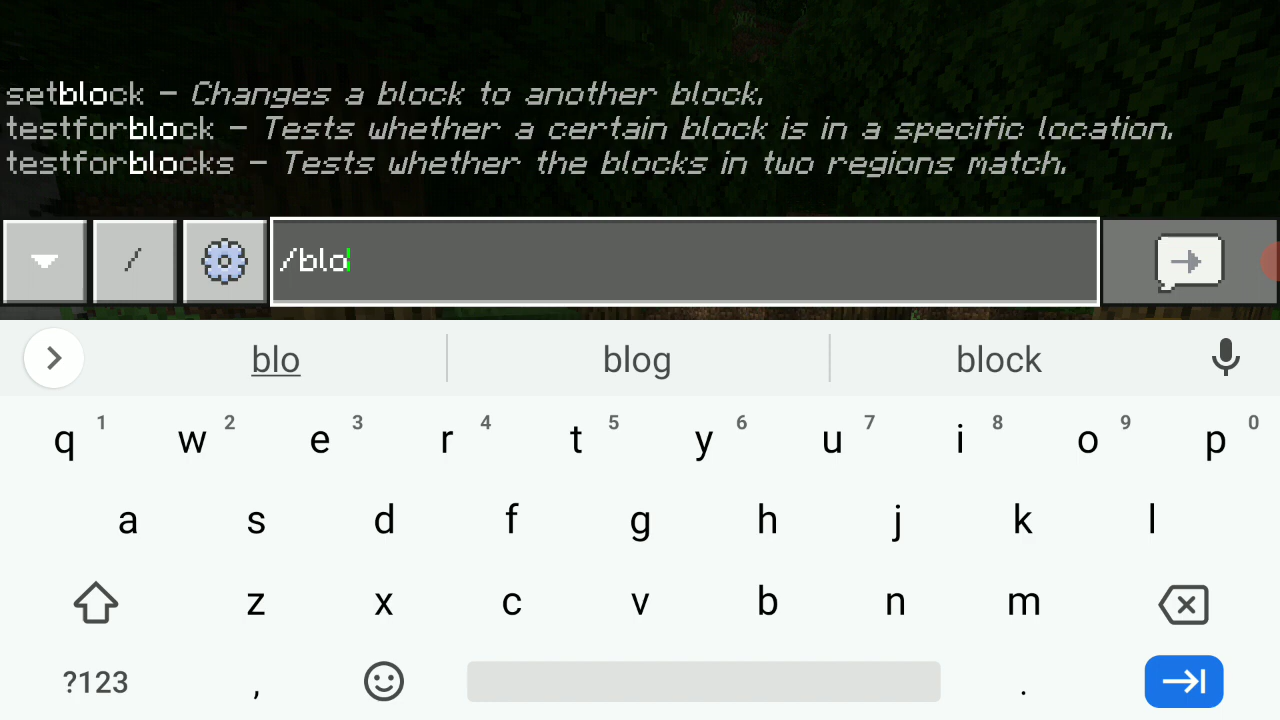 setblock - Changes a block to another block.
testforblock - Tests whether a certain block is in a specific location.
testforblocks - Tests whether the blocks in two regions match.
/ /blo
blo blog block
q 1 w 2 e 3 r 4 t 5 y 6 u 7 i 8 o 9 p 0
a s d f g h j k l
z x c v b n m
?123 , .